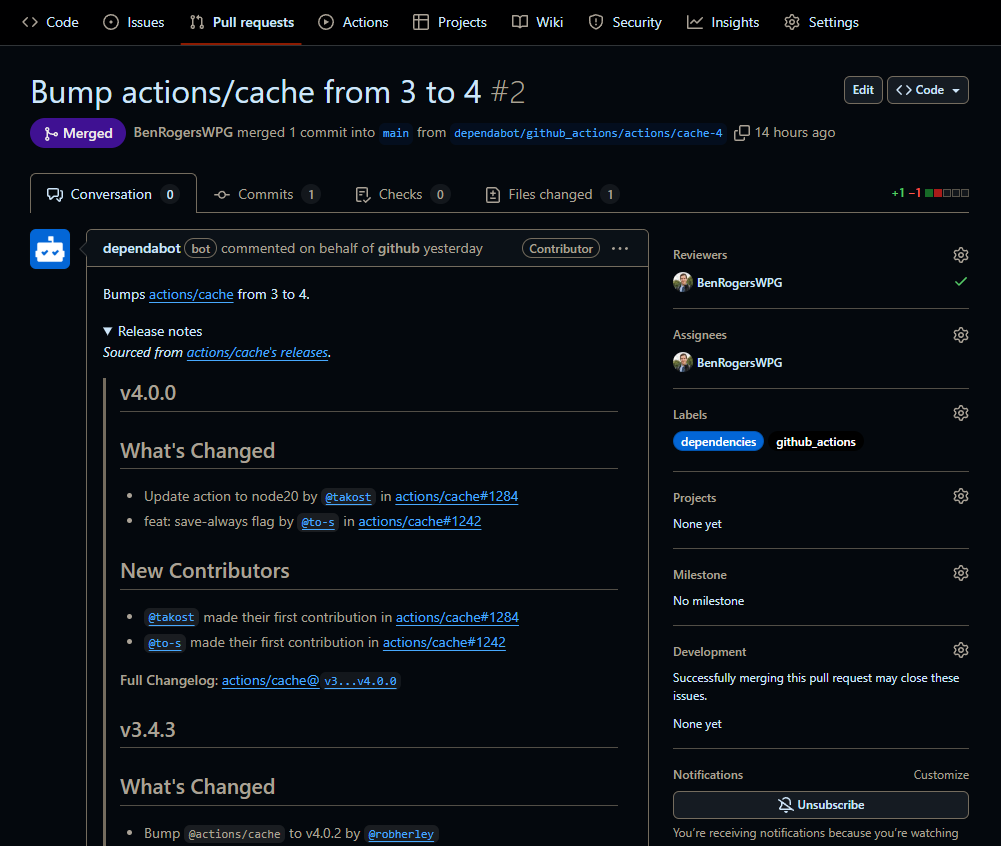 Code Issues Pull requests Actions Projects Wiki Security Insights Settings
Bump actions/cache from 3 to 4 #2
Edit
Code
Merged
BenRogersWPG merged 1 commit into main from dependabot/github_actions/actions/cache-4 14 hours ago
Conversation 0
Commits 1
Checks 0
Files changed 1
+1 −1
dependabot bot commented on behalf of github yesterday
Contributor
Bumps actions/cache from 3 to 4.
Release notes
Sourced from actions/cache's releases.
v4.0.0
What's Changed
• Update action to node20 by @takost in actions/cache#1284
• feat: save-always flag by @to-s in actions/cache#1242
New Contributors
• @takost made their first contribution in actions/cache#1284
• @to-s made their first contribution in actions/cache#1242
Full Changelog: actions/cache@ v3...v4.0.0
v3.4.3
What's Changed
• Bump @actions/cache to v4.0.2 by @robherley
Reviewers
BenRogersWPG
Assignees
BenRogersWPG
Labels
dependencies github_actions
Projects
None yet
Milestone
No milestone
Development
Successfully merging this pull request may close these
issues.
None yet
Notifications
Customize
Unsubscribe
You're receiving notifications because you're watching